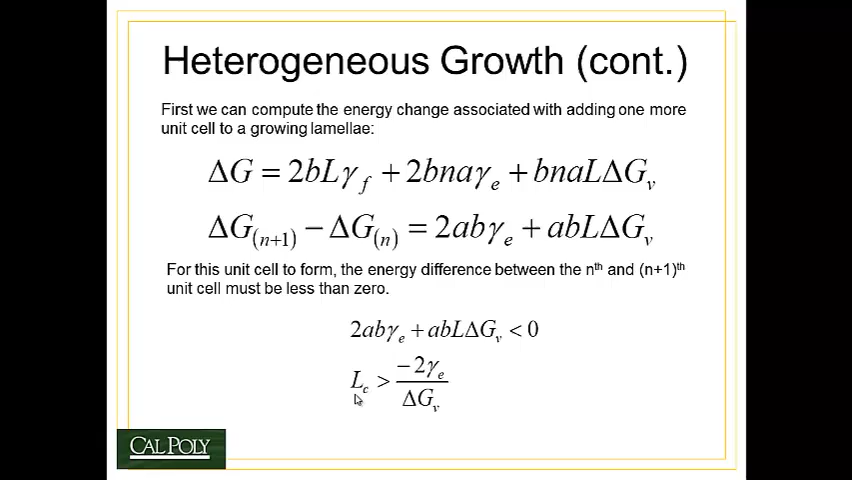 Heterogeneous Growth (cont.)
First we can compute the energy change associated with adding one more
unit cell to a growing lamellae:
ΔG = 2bLγ_f + 2bnaγ_e + bnaLΔG_v
ΔG_(n+1) − ΔG_(n) = 2abγ_e + abLΔG_v
For this unit cell to form, the energy difference between the n^th and (n+1)^th
unit cell must be less than zero.
2abγ_e + abLΔG_v < 0
L_c > −2γ_e / ΔG_v
CAL POLY